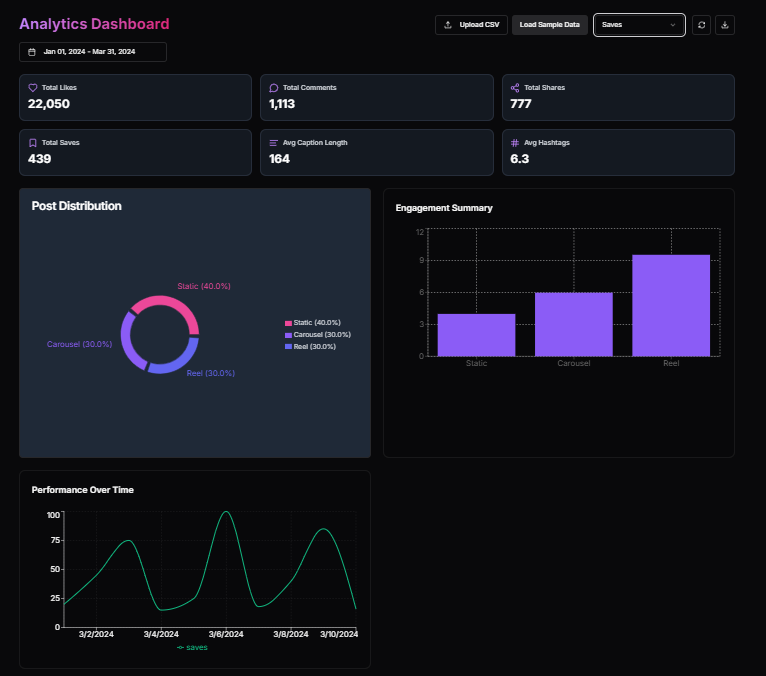 Analytics Dashboard
Upload CSV
Load Sample Data
Saves
Jan 01, 2024 - Mar 31, 2024
Total Likes
22,050
Total Comments
1,113
Total Shares
777
Total Saves
439
Avg Caption Length
164
Avg Hashtags
6.3
Post Distribution
Static (40.0%)
Carousel (30.0%)
Reel (30.0%)
Static (40.0%)
Carousel (30.0%)
Reel (30.0%)
Engagement Summary
12
9
6
3
0
Static Carousel Reel
Performance Over Time
100
75
50
25
0
3/2/2024 3/4/2024 3/6/2024 3/8/2024 3/10/2024
saves